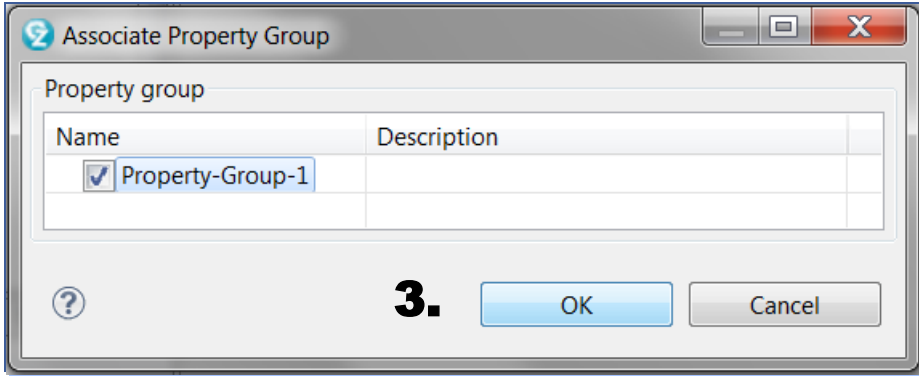 Associate Property Group
Property group
Name Description
Property-Group-1
3. OK Cancel